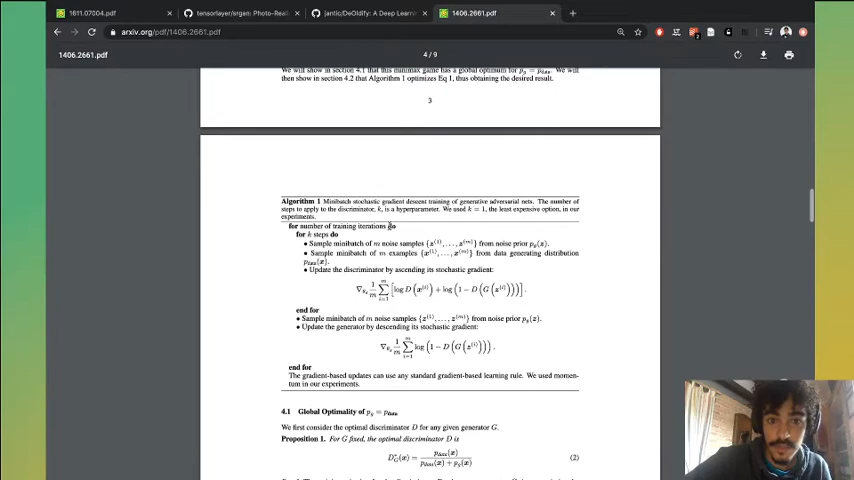 1611.07004.pdf
tensorlayer/srgan: Photo-Reali
jantic/DeOldify: A Deep Learni
1406.2661.pdf
arxiv.org/pdf/1406.2661.pdf
1406.2661.pdf
4 / 9
We will show in section 4.1 that this minimax game has a global optimum for p_g = p_data. We will
then show in section 4.2 that Algorithm 1 optimizes Eq 1, thus obtaining the desired result.
3
Algorithm 1 Minibatch stochastic gradient descent training of generative adversarial nets. The number of
steps to apply to the discriminator, k, is a hyperparameter. We used k = 1, the least expensive option, in our
experiments.
for number of training iterations do
for k steps do
• Sample minibatch of m noise samples {z^(1), . . . , z^(m)} from noise prior p_g(z).
• Sample minibatch of m examples {x^(1), . . . , x^(m)} from data generating distribution
p_data(x).
• Update the discriminator by ascending its stochastic gradient:
∇_θd 1/m Σ_{i=1}^{m} [log D (x^(i)) + log (1 − D (G (z^(i))))].
end for
• Sample minibatch of m noise samples {z^(1), . . . , z^(m)} from noise prior p_g(z).
• Update the generator by descending its stochastic gradient:
∇_θg 1/m Σ_{i=1}^{m} log (1 − D (G (z^(i)))).
end for
The gradient-based updates can use any standard gradient-based learning rule. We used momen-
tum in our experiments.
4.1 Global Optimality of p_g = p_data
We first consider the optimal discriminator D for any given generator G.
Proposition 1. For G fixed, the optimal discriminator D is
D*_G(x) = p_data(x) / (p_data(x) + p_g(x)) (2)